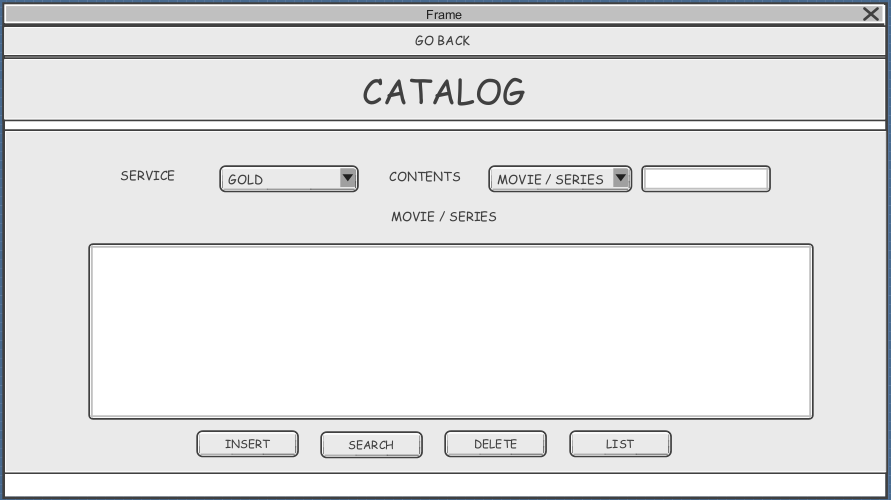 Frame
GO BACK
CATALOG
SERVICE GOLD CONTENTS MOVIE / SERIES
MOVIE / SERIES
INSERT SEARCH DELETE LIST